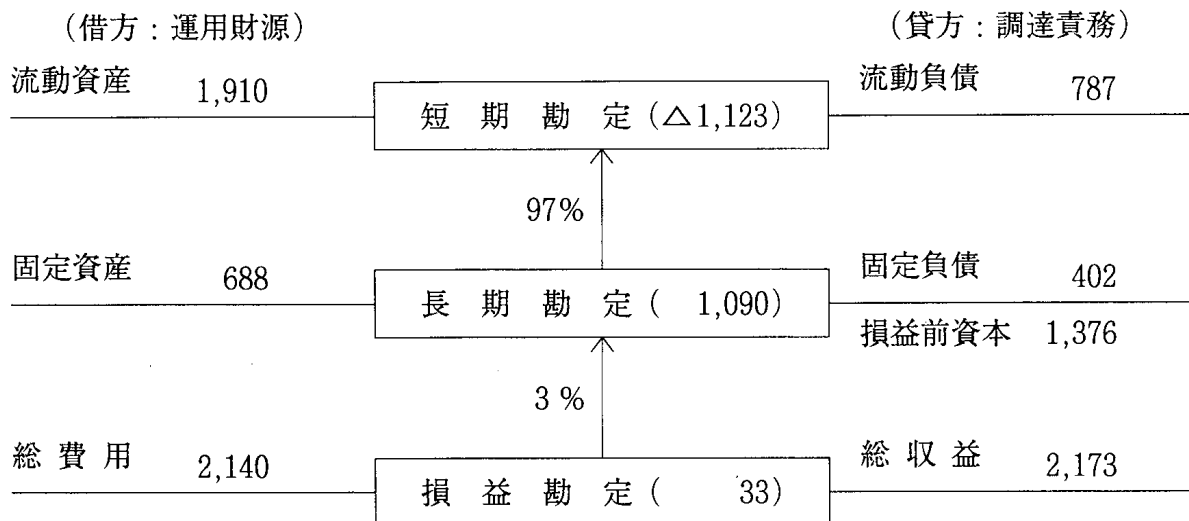 (借方：運用財源) (貸方：調達責務)
流動資産 1,910 短期勘定(△1,123) 流動負債 787
97%
固定資産 688 長期勘定( 1,090) 固定負債 402
損益前資本 1,376
3%
総費用 2,140 損益勘定( 33) 総収益 2,173